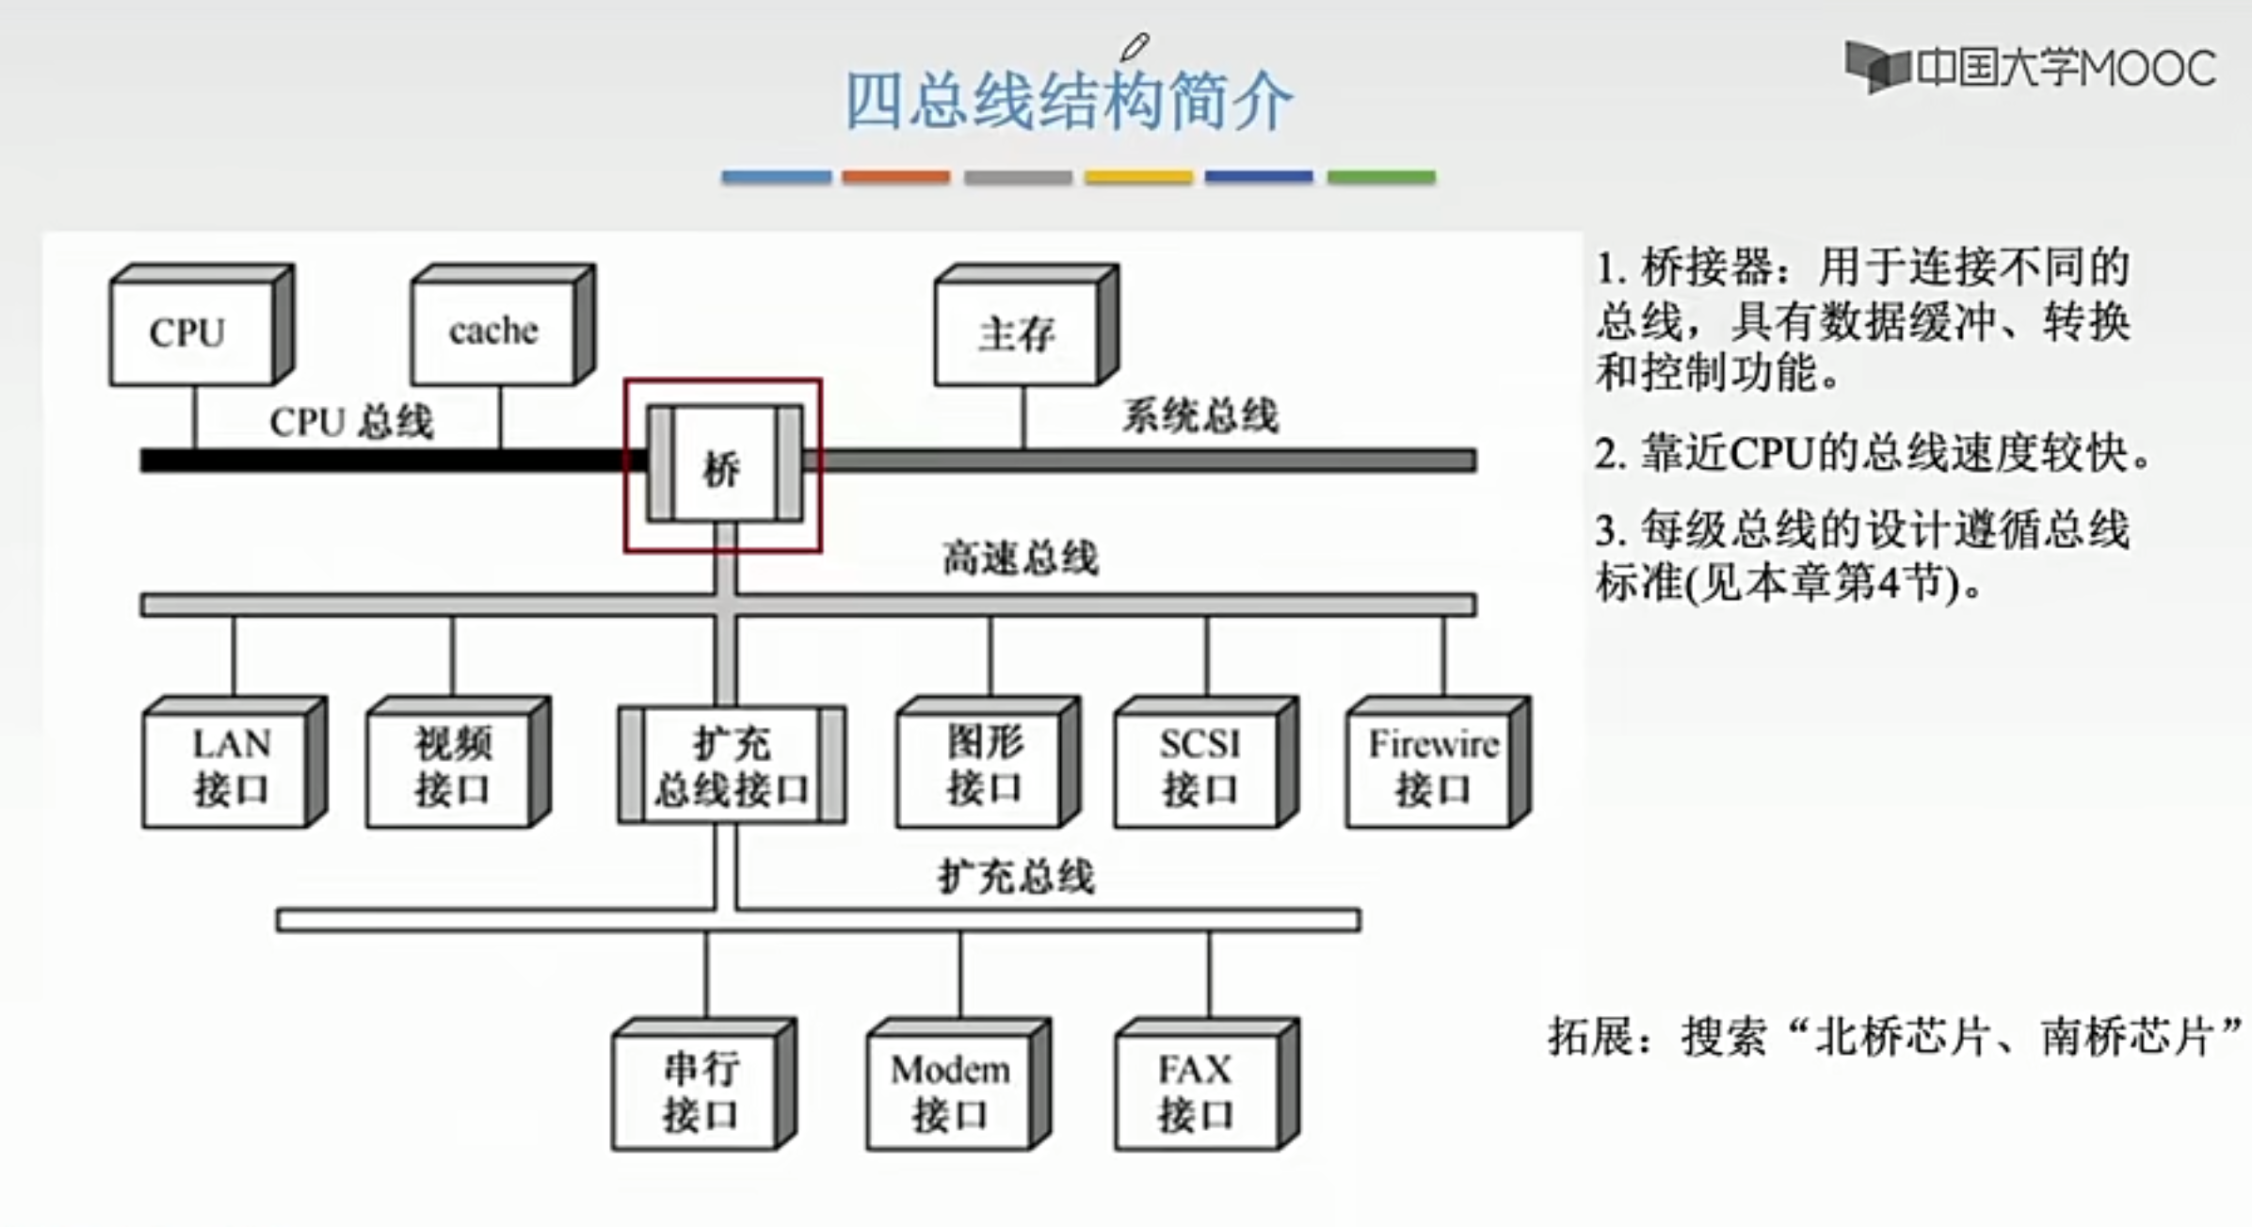 四总线结构简介
中国大学MOOC
CPU
cache
主存
CPU 总线
桥
系统总线
高速总线
LAN
接口
视频
接口
扩充
总线接口
图形
接口
SCSI
接口
Firewire
接口
扩充总线
串行
接口
Modem
接口
FAX
接口
1. 桥接器：用于连接不同的
总线，具有数据缓冲、转换
和控制功能。
2. 靠近CPU的总线速度较快。
3. 每级总线的设计遵循总线
标准(见本章第4节)。
拓展：搜索“北桥芯片、南桥芯片”